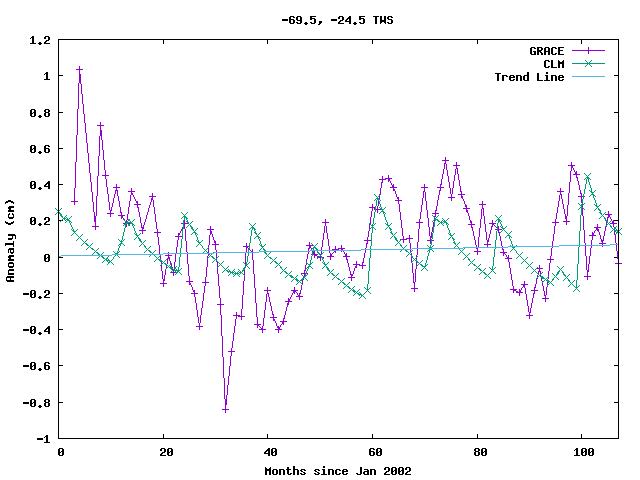 -69.5, -24.5 TWS
GRACE
CLM
Trend Line
1.2
1
0.8
0.6
0.4
0.2
0
-0.2
-0.4
-0.6
-0.8
-1
Anomaly (cm)
0 20 40 60 80 100
Months since Jan 2002